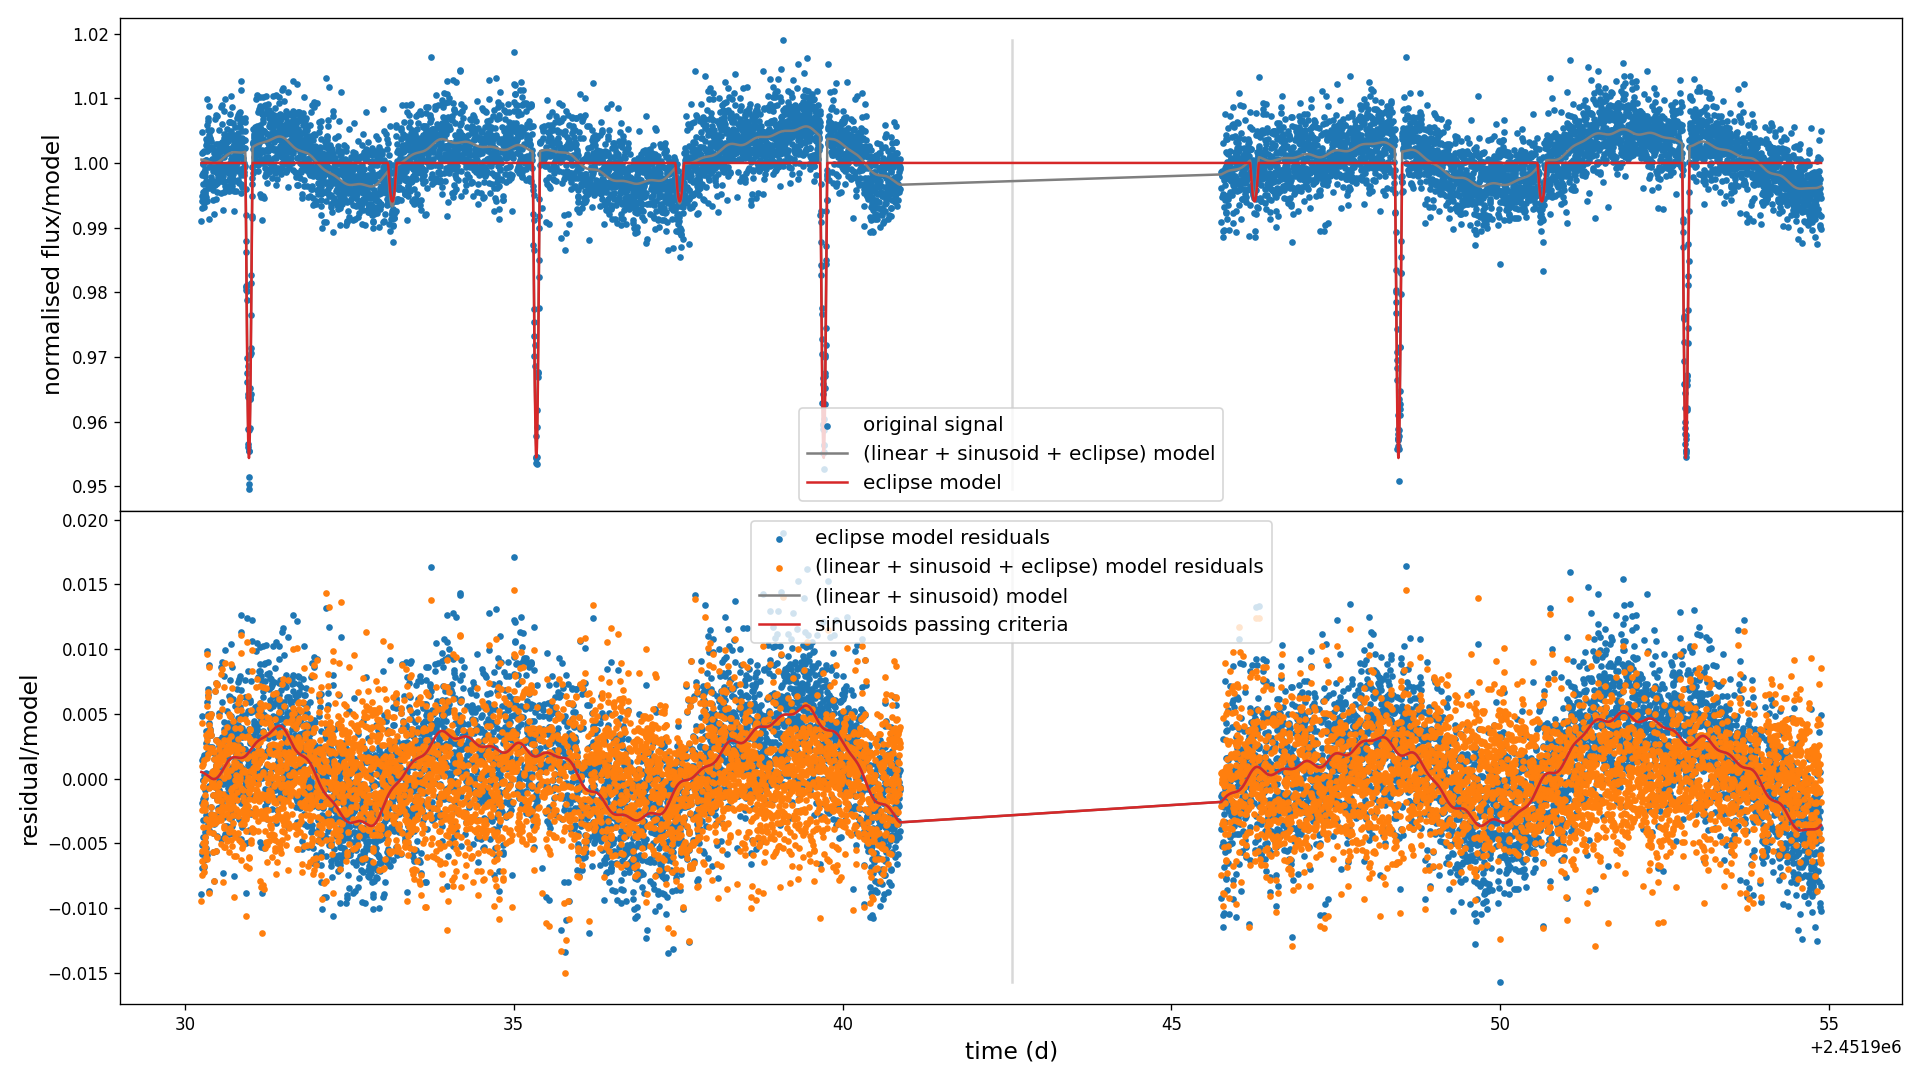 1.02
1.01
1.00
0.99
0.98
0.97
0.96
0.95
normalised flux/model
original signal
(linear + sinusoid + eclipse) model
eclipse model
0.020
0.015
0.010
0.005
0.000
−0.005
−0.010
−0.015
residual/model
eclipse model residuals
(linear + sinusoid + eclipse) model residuals
(linear + sinusoid) model
sinusoids passing criteria
30
35
40
45
50
55
time (d)
+2.4519e6